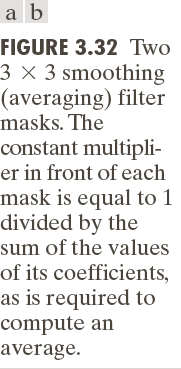 a b
FIGURE 3.32 Two
3 × 3 smoothing
(averaging) filter
masks. The
constant multipli-
er in front of each
mask is equal to 1
divided by the
sum of the values
of its coefficients,
as is required to
compute an
average.